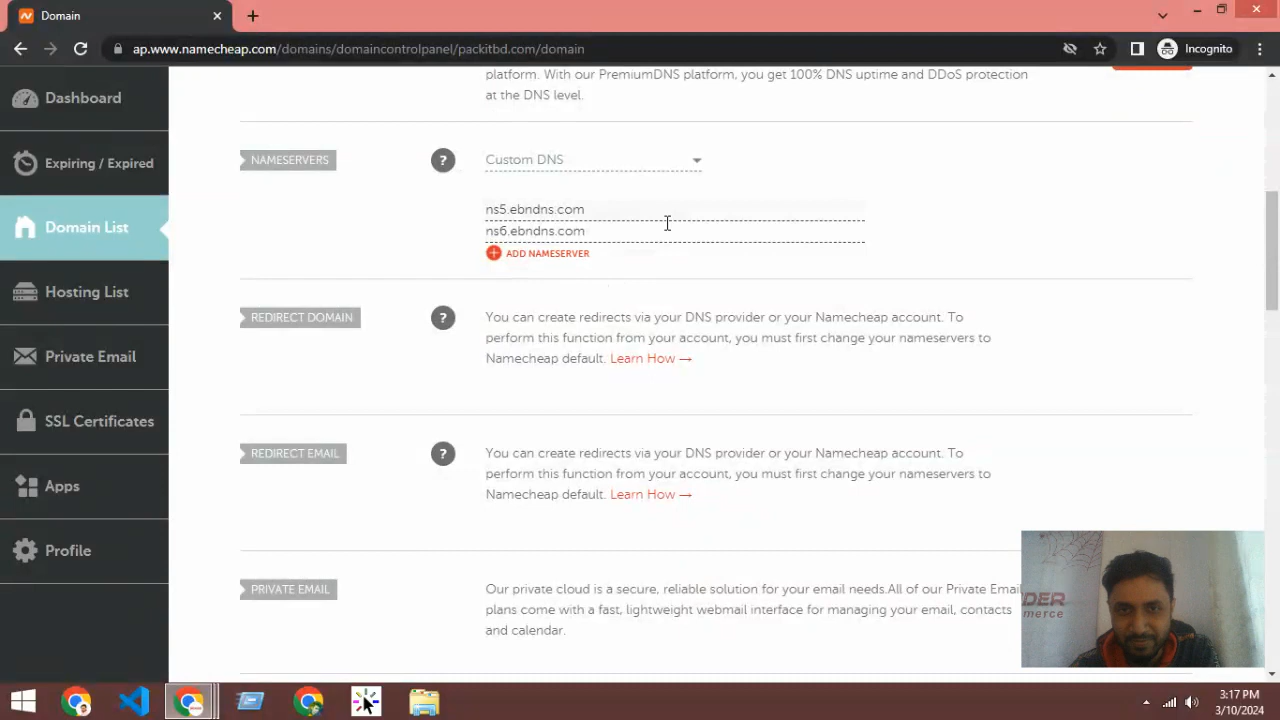 Domain
ap.www.namecheap.com/domains/domaincontrolpanel/packitbd.com/domain
Incognito
Dashboard
Expiring / Expired
Domain List
Hosting List
Private Email
SSL Certificates
Apps
Profile
platform. With our PremiumDNS platform, you get 100% DNS uptime and DDoS protection
at the DNS level.
NAMESERVERS
?
Custom DNS
ns5.ebndns.com
ns6.ebndns.com
ADD NAMESERVER
REDIRECT DOMAIN
?
You can create redirects via your DNS provider or your Namecheap account. To
perform this function from your account, you must first change your nameservers to
Namecheap default. Learn How →
REDIRECT EMAIL
?
You can create redirects via your DNS provider or your Namecheap account. To
perform this function from your account, you must first change your nameservers to
Namecheap default. Learn How →
PRIVATE EMAIL
Our private cloud is a secure, reliable solution for your email needs.All of our Private Email
plans come with a fast, lightweight webmail interface for managing your email, contacts
and calendar.
DER
merce
3:17 PM
3/10/2024